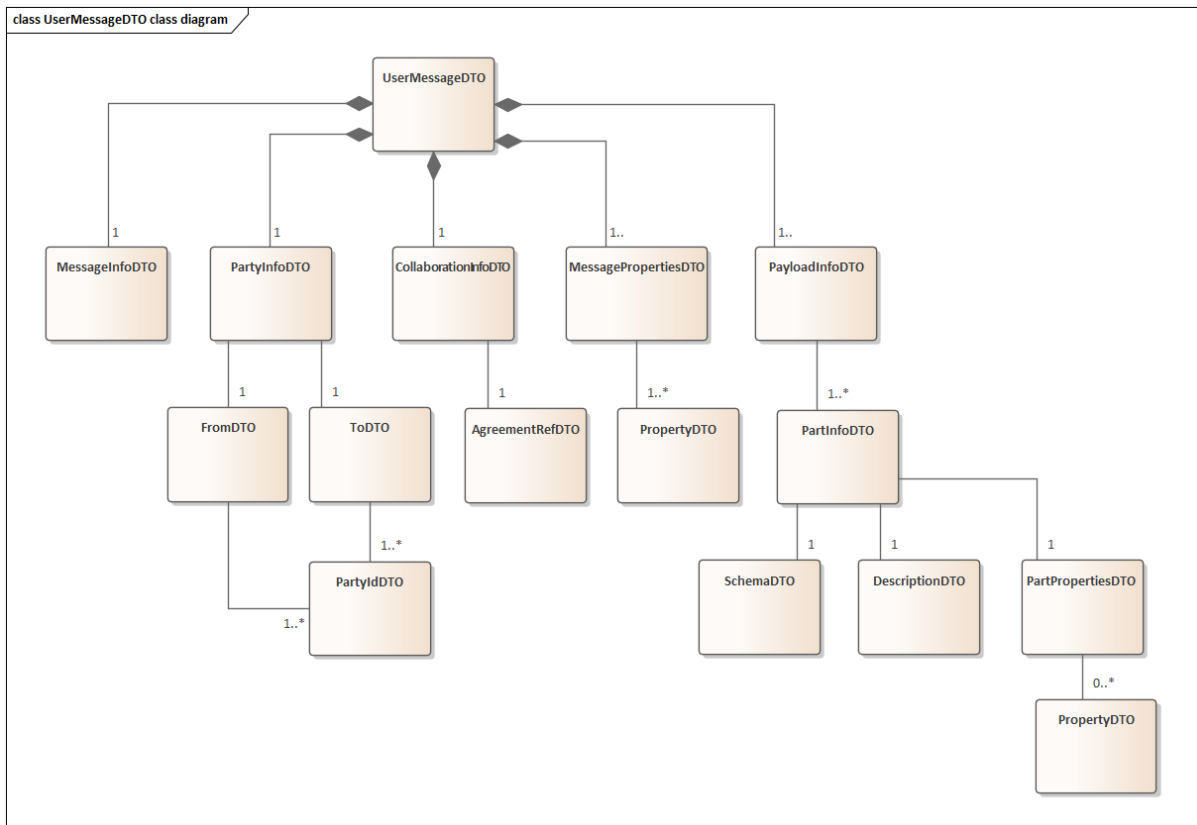 class UserMessageDTO class diagram
UserMessageDTO
1
1
1
1..
1..
MessageInfoDTO
PartyInfoDTO
CollaborationInfoDTO
MessagePropertiesDTO
PayloadInfoDTO
1
1
1
1..*
1..*
FromDTO
ToDTO
AgreementRefDTO
PropertyDTO
PartInfoDTO
1..*
1
1
1
PartyIdDTO
SchemaDTO
DescriptionDTO
PartPropertiesDTO
1..*
0..*
PropertyDTO